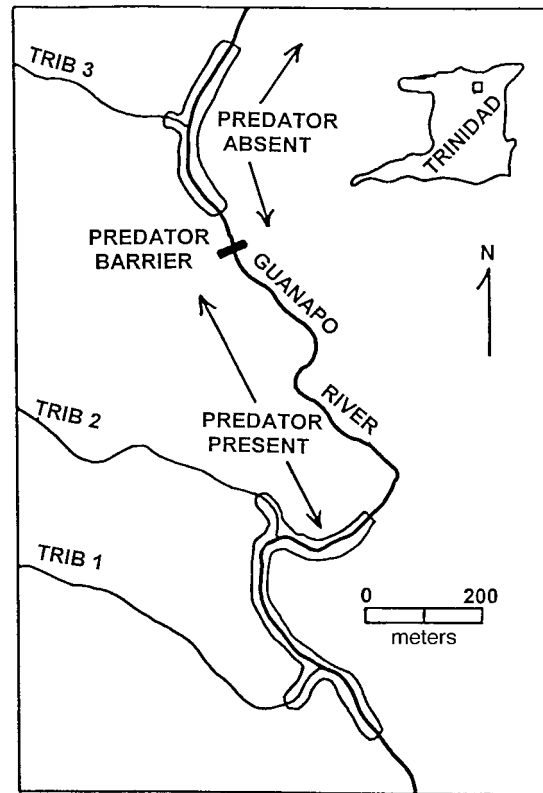 TRIB 3
PREDATOR
ABSENT
TRINIDAD
PREDATOR
BARRIER
GUANAPO
RIVER
N
TRIB 2
PREDATOR
PRESENT
TRIB 1
0 200
meters